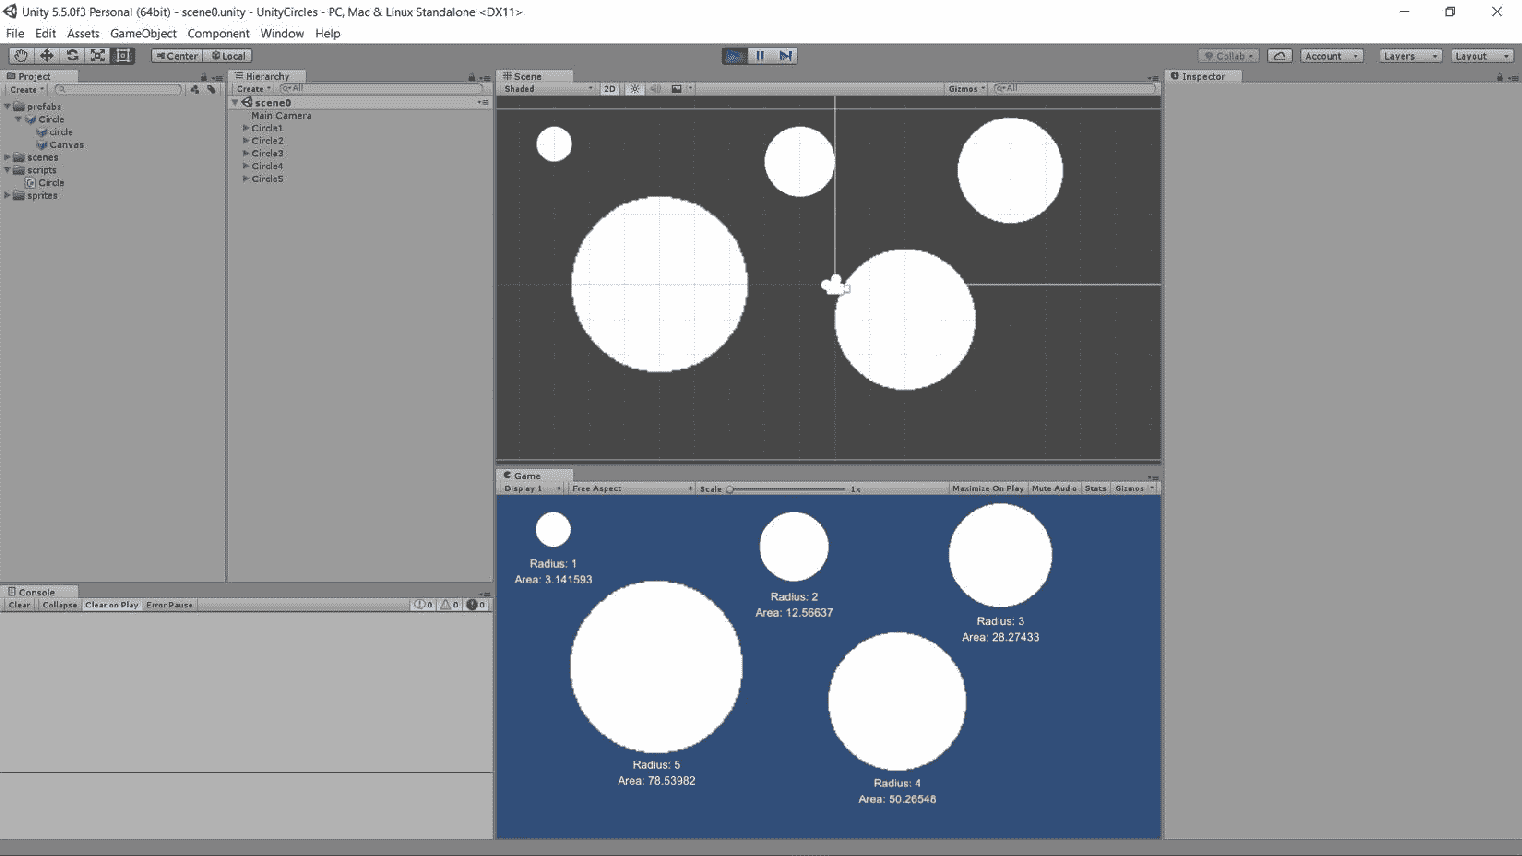 Unity 5.5.0f3 Personal (64bit) - scene0.unity - UnityCircles - PC, Mac & Linux Standalone <DX11>
File Edit Assets GameObject Component Window Help
Center Local Collab Account Layers Layout
Project
Create
prefabs
Circle
circle
Canvas
scenes
scripts
Circle
sprites
Hierarchy
Create All
scene0
Main Camera
Circle1
Circle2
Circle3
Circle4
Circle5
Scene
Shaded 2D Gizmos All
Inspector
Console
Clear Collapse Clear on Play Error Pause 0 0 0
Game
Display 1 Free Aspect Scale 1x Maximize On Play Mute Audio Stats Gizmos
Radius: 1
Area: 3.141593
Radius: 2
Area: 12.56637
Radius: 3
Area: 28.27433
Radius: 5
Area: 78.53982
Radius: 4
Area: 50.26548